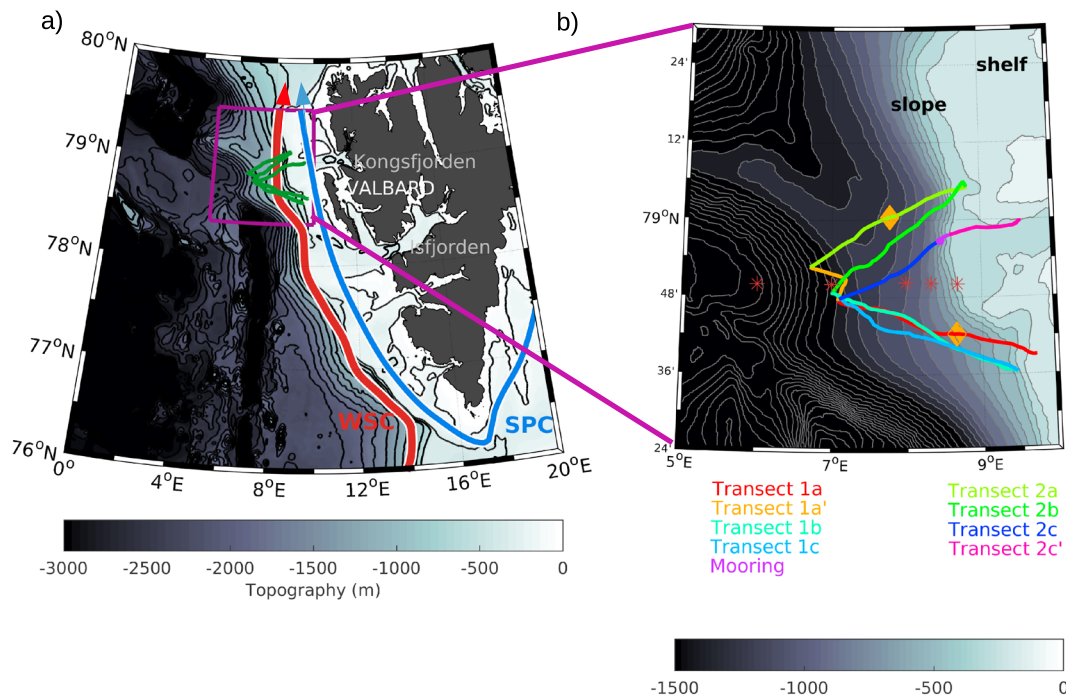 a)
80°N
79°N
78°N
77°N
76°N
0°
4°E
8°E
12°E
16°E
20°E
Kongsfjorden
VALBARD
Isfjorden
WSC
SPC
-3000
-2500
-2000
-1500
-1000
-500
0
Topography (m)
b)
24'
12'
79°N
48'
36'
24'
5°E
7°E
9°E
shelf
slope
Transect 1a
Transect 1a'
Transect 1b
Transect 1c
Mooring
Transect 2a
Transect 2b
Transect 2c
Transect 2c'
-1500
-1000
-500
0